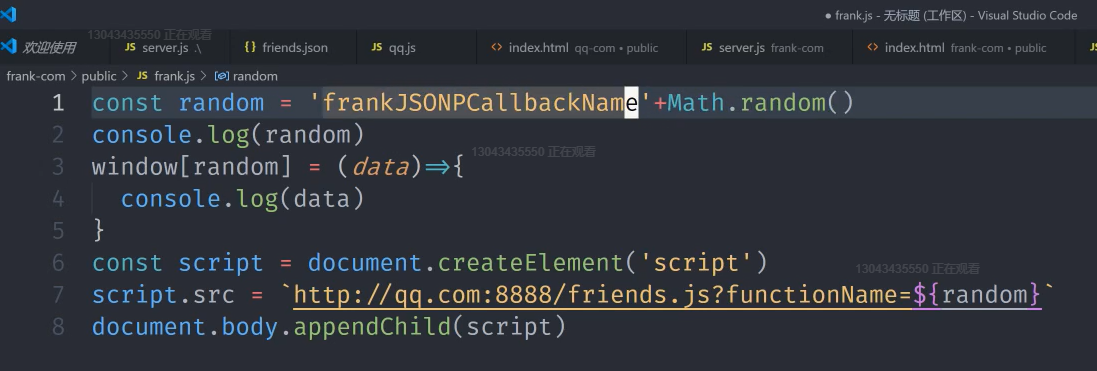 ● frank.js - 无标题 (工作区) - Visual Studio Code
欢迎使用 JS server.js .\ {} friends.json JS qq.js <> index.html qq-com • public JS server.js frank-com <> index.html frank-com • public JS
13043435550 正在观看
frank-com > public > JS frank.js > random
1 const random = 'frankJSONPCallbackName'+Math.random()
2 console.log(random)
13043435550 正在观看
3 window[random] = (data)=>{
4 console.log(data)
5 }
6 const script = document.createElement('script')
13043435550 正在观看
7 script.src = `http://qq.com:8888/friends.js?functionName=${random}`
8 document.body.appendChild(script)